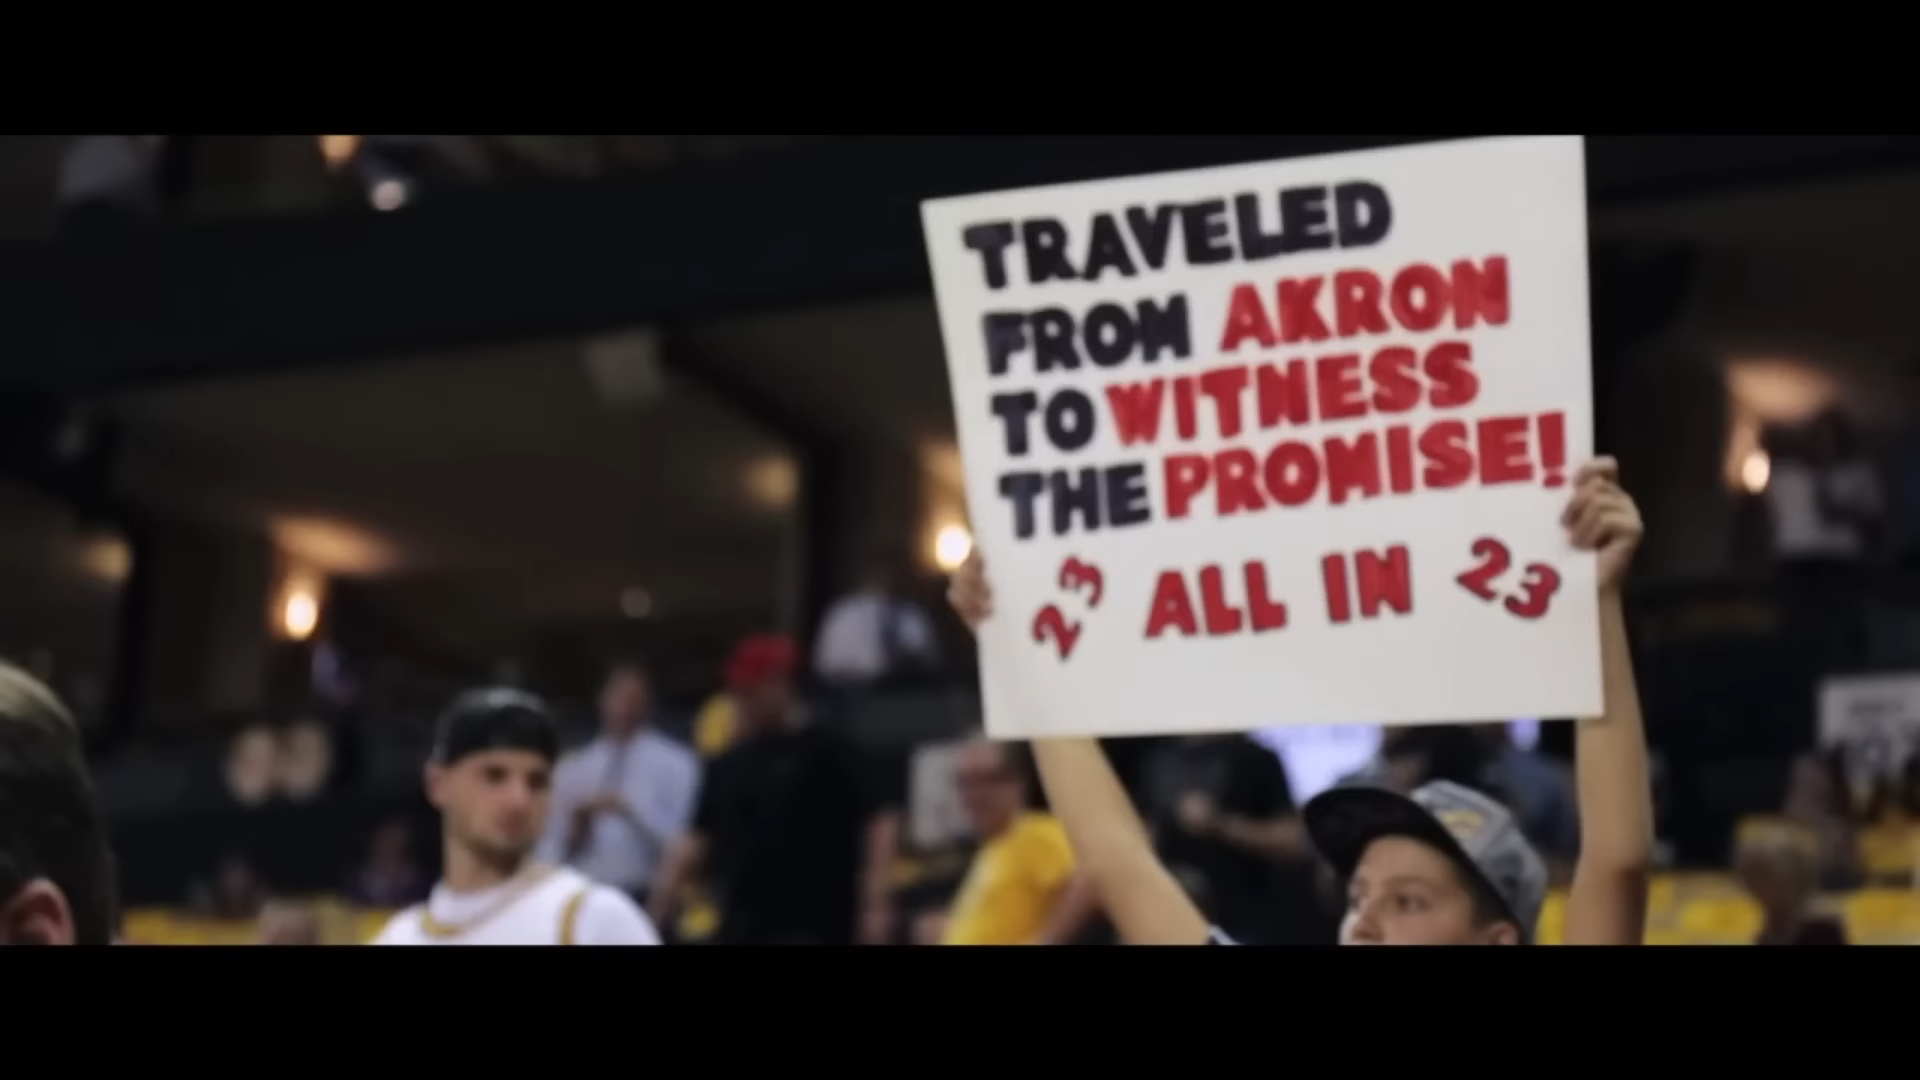 TRAVELED
FROM AKRON
TO WITNESS
THE PROMISE!
23 ALL IN 23